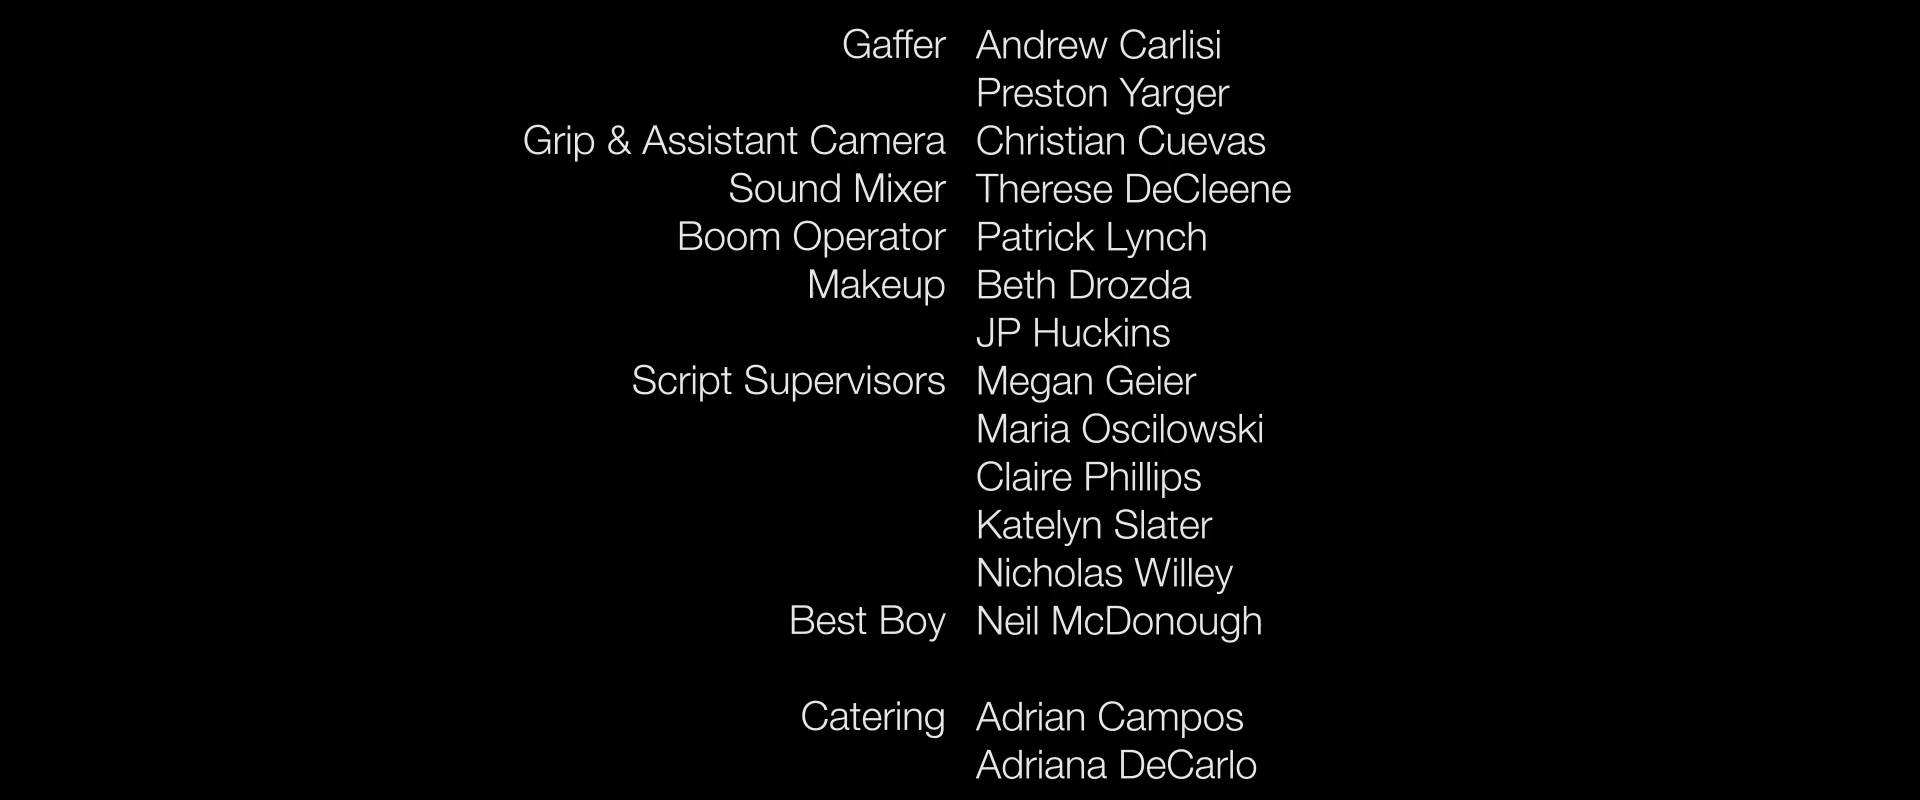 Gaffer Andrew Carlisi
Preston Yarger
Grip & Assistant Camera Christian Cuevas
Sound Mixer Therese DeCleene
Boom Operator Patrick Lynch
Makeup Beth Drozda
JP Huckins
Script Supervisors Megan Geier
Maria Oscilowski
Claire Phillips
Katelyn Slater
Nicholas Willey
Best Boy Neil McDonough
Catering Adrian Campos
Adriana DeCarlo